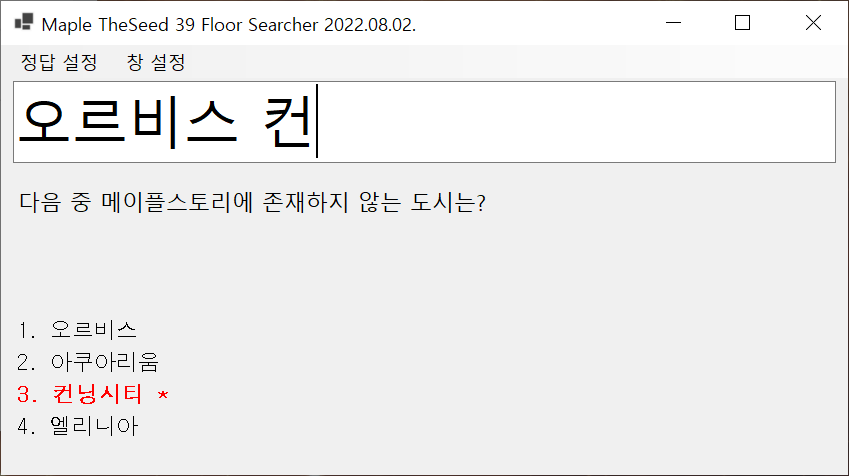 Maple TheSeed 39 Floor Searcher 2022.08.02.
정답 설정 창 설정
오르비스 컨
다음 중 메이플스토리에 존재하지 않는 도시는?
1. 오르비스
2. 아쿠아리움
3. 컨닝시티 *
4. 엘리니아